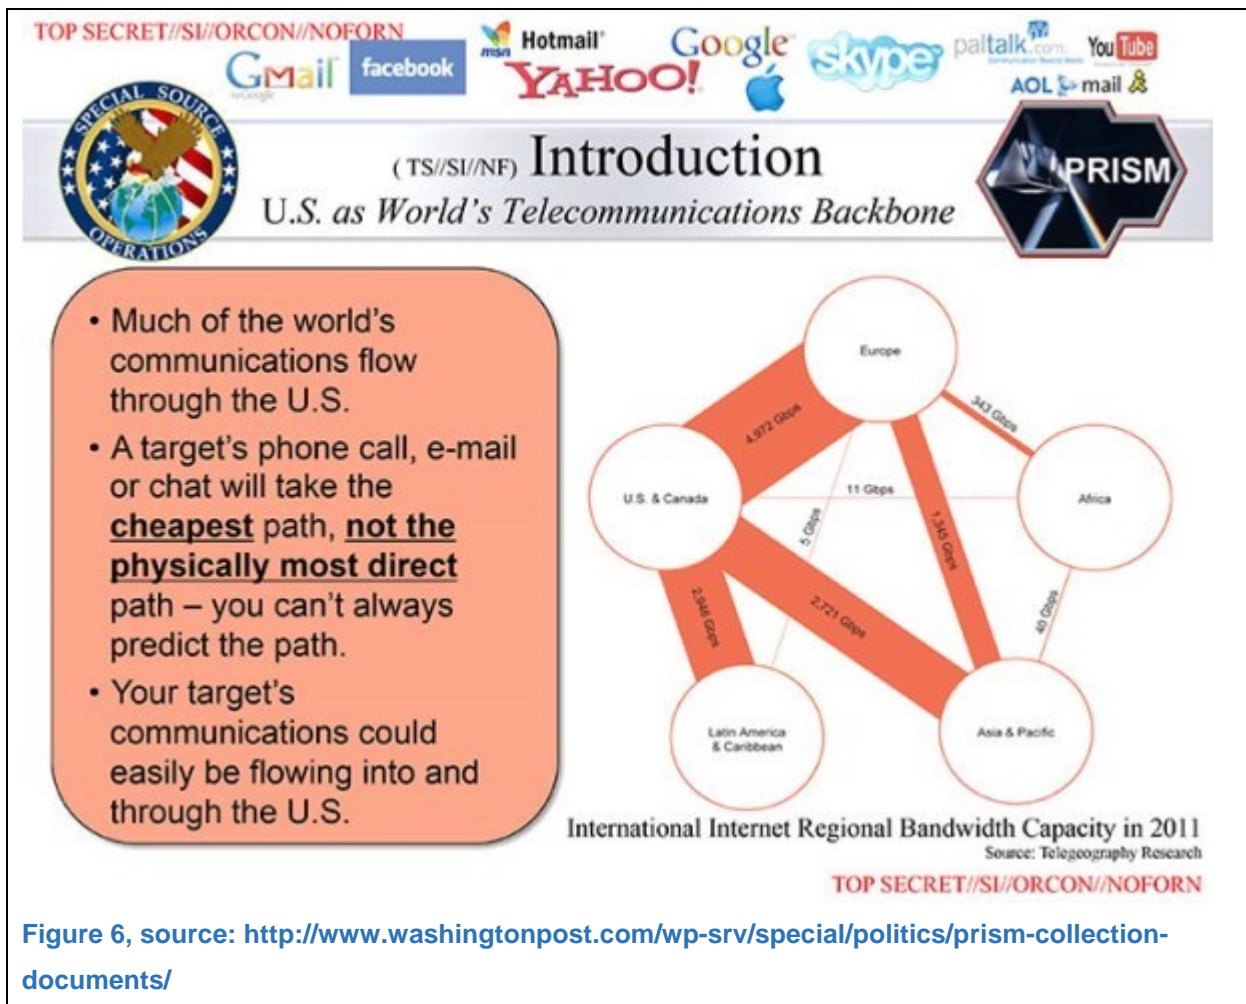 TOP SECRET//SI//ORCON//NOFORN
Gmail
by Google
facebook
msn Hotmail
YAHOO!
Google
skype
paltalk.com
YouTube
AOL mail
SPECIAL SOURCE
OPERATIONS
( TS//SI//NF) Introduction
U.S. as World's Telecommunications Backbone
PRISM
• Much of the world's
communications flow
through the U.S.
• A target's phone call, e-mail
or chat will take the
cheapest path, not the
physically most direct
path – you can't always
predict the path.
• Your target's
communications could
easily be flowing into and
through the U.S.
Europe
4,972 Gbps
343 Gbps
U.S. & Canada
11 Gbps
Africa
5 Gbps
1,345 Gbps
2,946 Gbps
2,721 Gbps
40 Gbps
Latin America
& Caribbean
Asia & Pacific
International Internet Regional Bandwidth Capacity in 2011
Source: Telegeography Research
TOP SECRET//SI//ORCON//NOFORN
Figure 6, source: http://www.washingtonpost.com/wp-srv/special/politics/prism-collection-
documents/